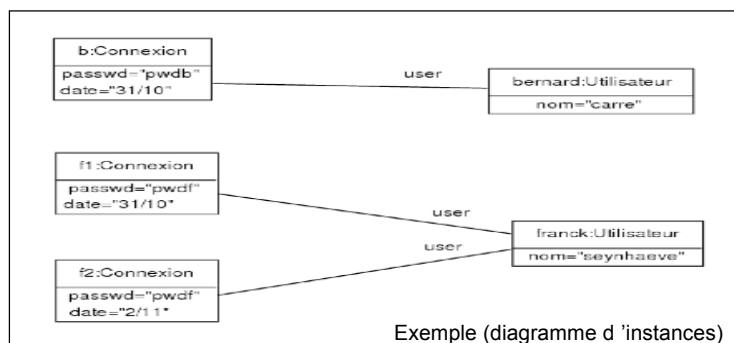 b:Connexion
passwd="pwdb"
date="31/10"
user
bernard:Utilisateur
nom="carre"
f1:Connexion
passwd="pwdf"
date="31/10"
user
franck:Utilisateur
nom="seynhaeve"
user
f2:Connexion
passwd="pwdf"
date="2/11"
Exemple (diagramme d ’instances)